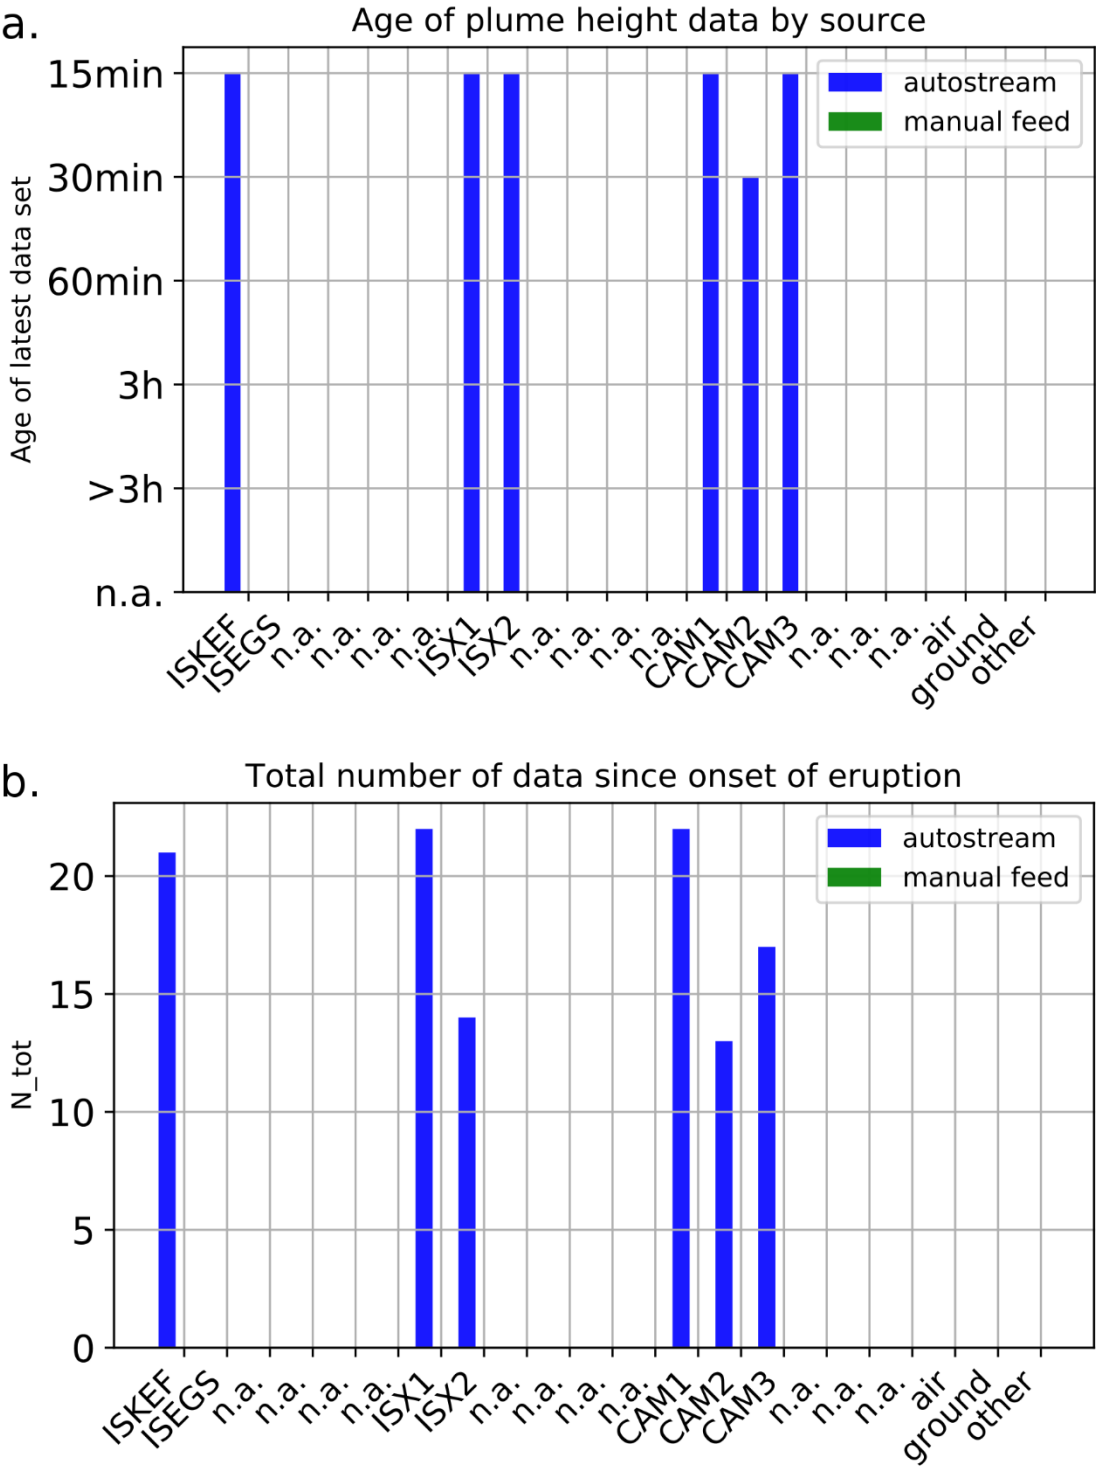 a.
Age of plume height data by source
Age of latest data set
15min
30min
60min
3h
>3h
n.a.
autostream
manual feed
ISKEF
ISEGS
n.a.
n.a.
n.a.
n.a.
ISX1
ISX2
n.a.
n.a.
n.a.
n.a.
CAM1
CAM2
CAM3
n.a.
n.a.
n.a.
air
ground
other
b.
Total number of data since onset of eruption
N_tot
20
15
10
5
0
autostream
manual feed
ISKEF
ISEGS
n.a.
n.a.
n.a.
n.a.
ISX1
ISX2
n.a.
n.a.
n.a.
n.a.
CAM1
CAM2
CAM3
n.a.
n.a.
n.a.
air
ground
other